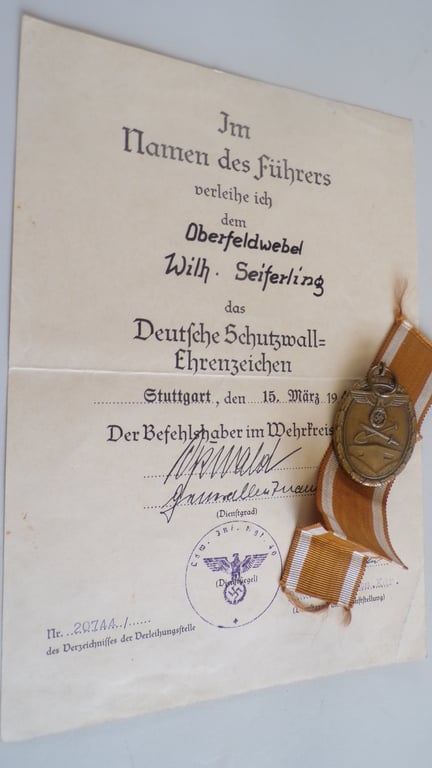 Im
Namen des Führers
verleihe ich
dem
Oberfeldwebel
Wilh. Seiferling
das
Deutsche Schutzwall=
Ehrenzeichen
Stuttgart, den 15. März 19
Der Befehlshaber im Wehrkreis
(Dienstgrad)
(Dienstsiegel)
Nr. 20744/
des Verzeichnisses der Verleihungsstelle